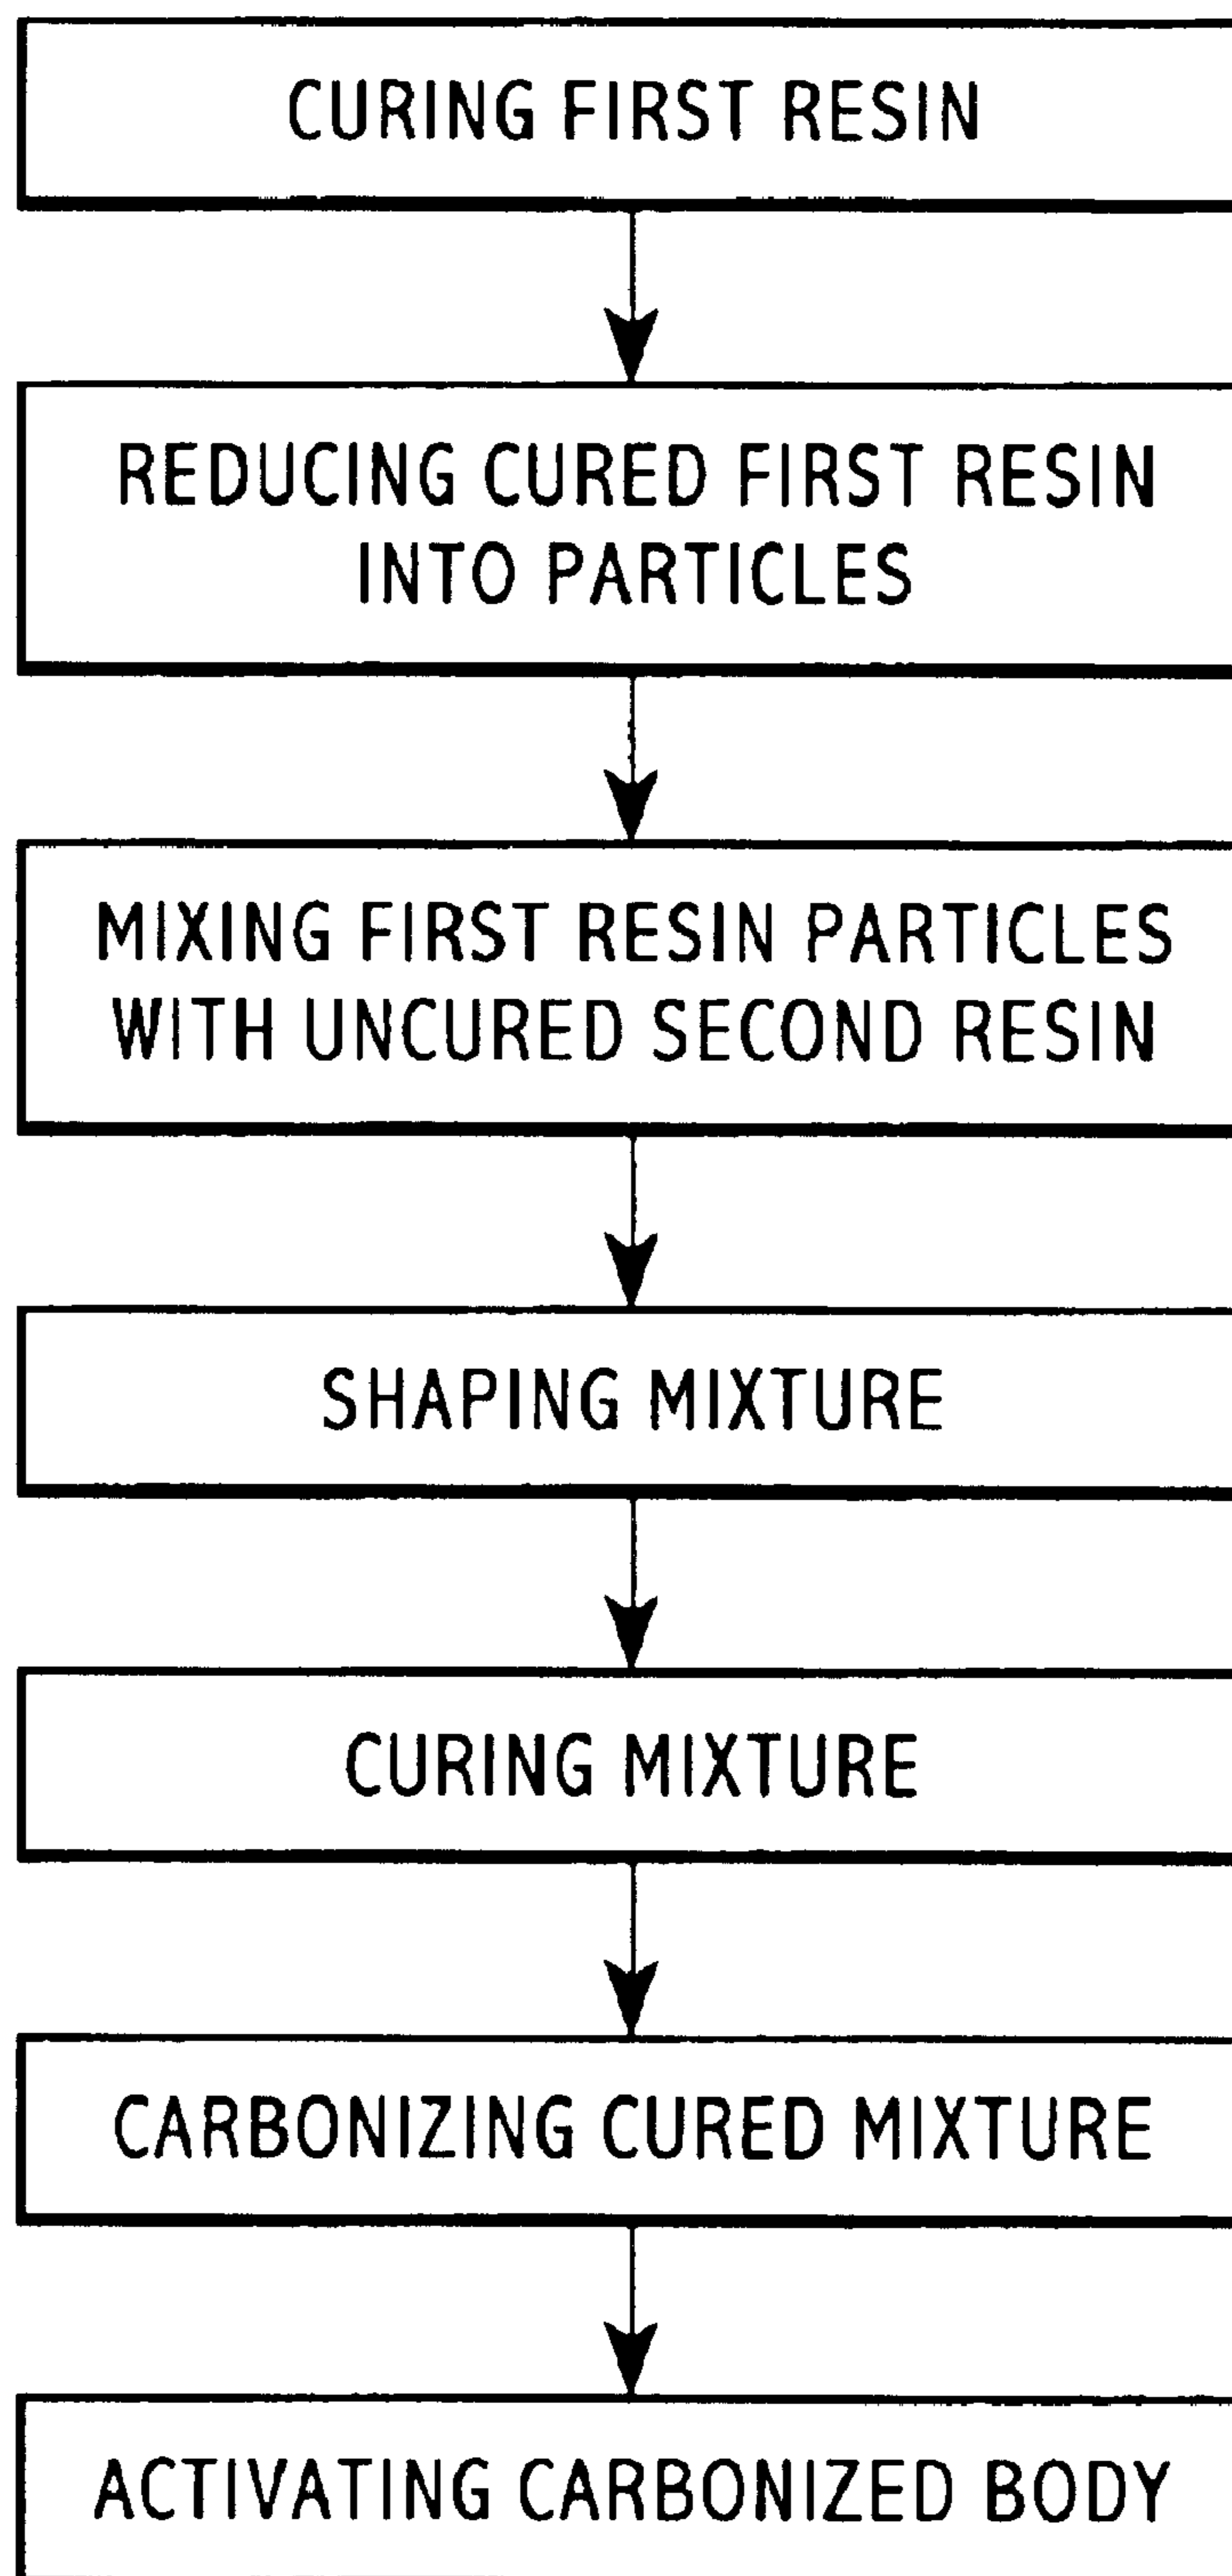 CURING FIRST RESIN
REDUCING CURED FIRST RESIN
INTO PARTICLES
MIXING FIRST RESIN PARTICLES
WITH UNCURED SECOND RESIN
SHAPING MIXTURE
CURING MIXTURE
CARBONIZING CURED MIXTURE
ACTIVATING CARBONIZED BODY